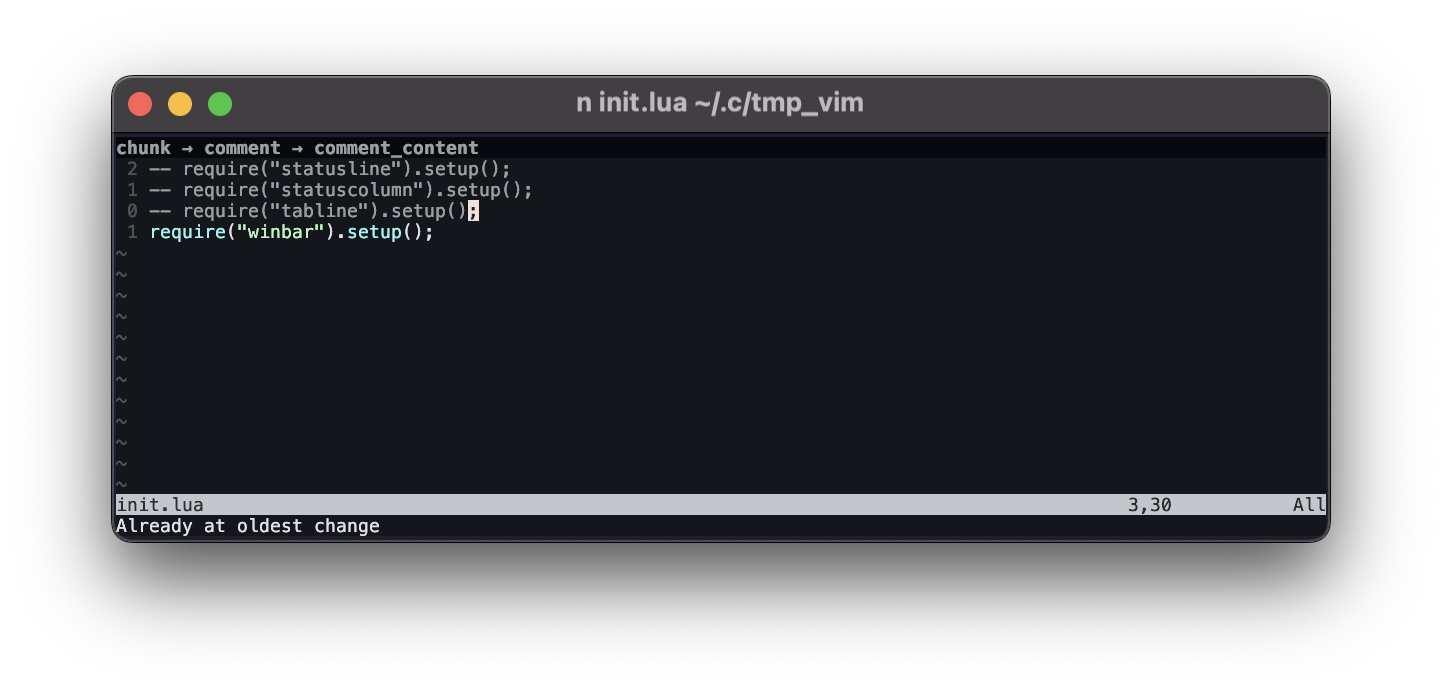 n init.lua ~/.c/tmp_vim
chunk → comment → comment_content
2 -- require("statusline").setup();
1 -- require("statuscolumn").setup();
0 -- require("tabline").setup();
1 require("winbar").setup();
~
~
~
~
~
~
~
~
~
~
~
~
init.lua 3,30 All
Already at oldest change